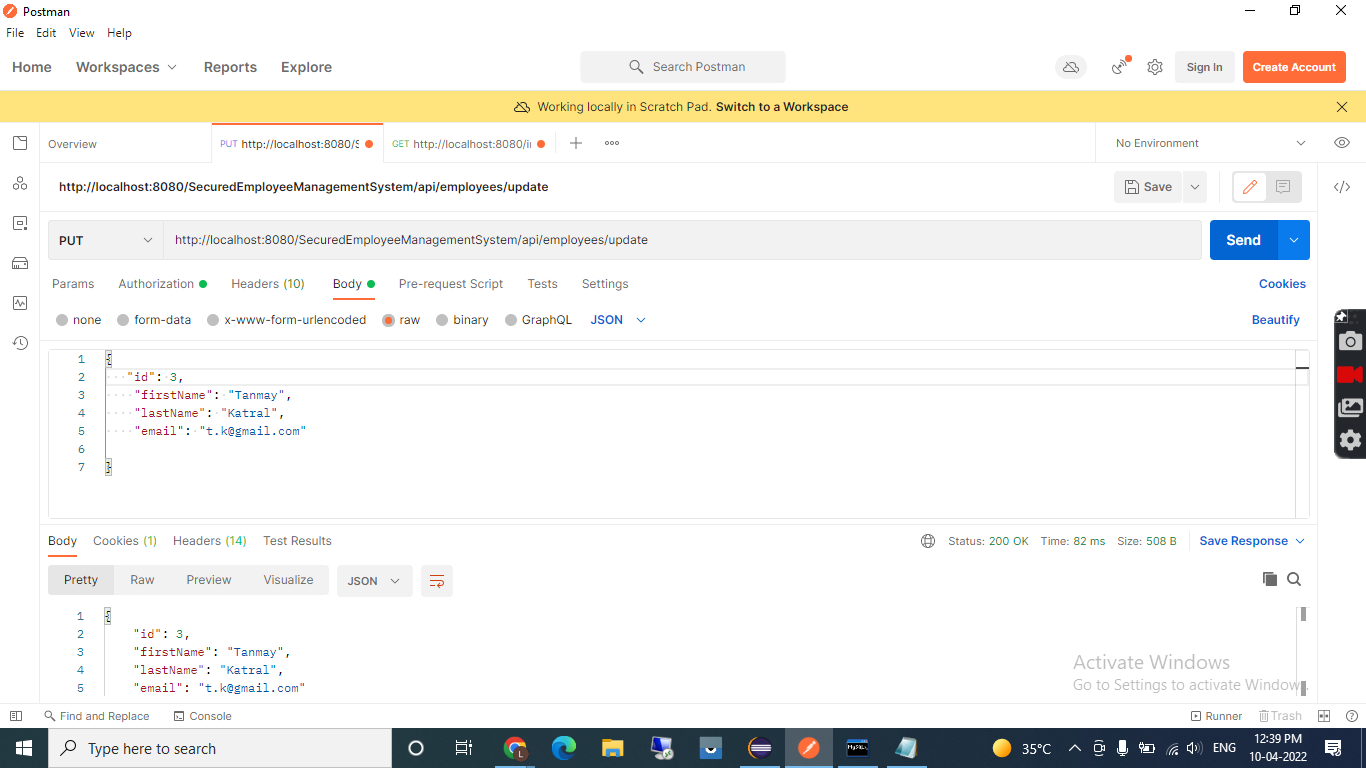 Postman
File Edit View Help
Home Workspaces Reports Explore Search Postman Sign In Create Account
Working locally in Scratch Pad. Switch to a Workspace
Overview PUT http://localhost:8080/S GET http://localhost:8080/i No Environment
http://localhost:8080/SecuredEmployeeManagementSystem/api/employees/update Save
PUT http://localhost:8080/SecuredEmployeeManagementSystem/api/employees/update Send
Params Authorization Headers (10) Body Pre-request Script Tests Settings Cookies
none form-data x-www-form-urlencoded raw binary GraphQL JSON Beautify
1 {
2 "id": 3,
3 "firstName": "Tanmay",
4 "lastName": "Katral",
5 "email": "t.k@gmail.com"
6
7 }
Body Cookies (1) Headers (14) Test Results Status: 200 OK Time: 82 ms Size: 508 B Save Response
Pretty Raw Preview Visualize JSON
1 {
2 "id": 3,
3 "firstName": "Tanmay",
4 "lastName": "Katral",
5 "email": "t.k@gmail.com"
Activate Windows
Go to Settings to activate Windows.
Find and Replace Console Runner Trash
Type here to search L MySQL 35°C ENG 12:39 PM
10-04-2022